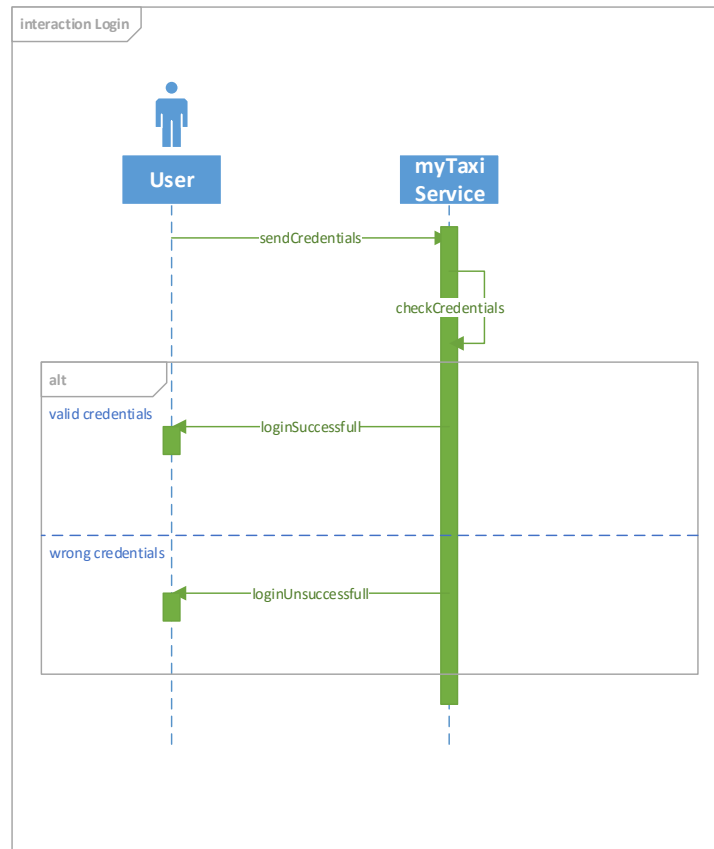 interaction Login
User
myTaxi
Service
sendCredentials
checkCredentials
alt
valid credentials
loginSuccessfull
wrong credentials
loginUnsuccessfull